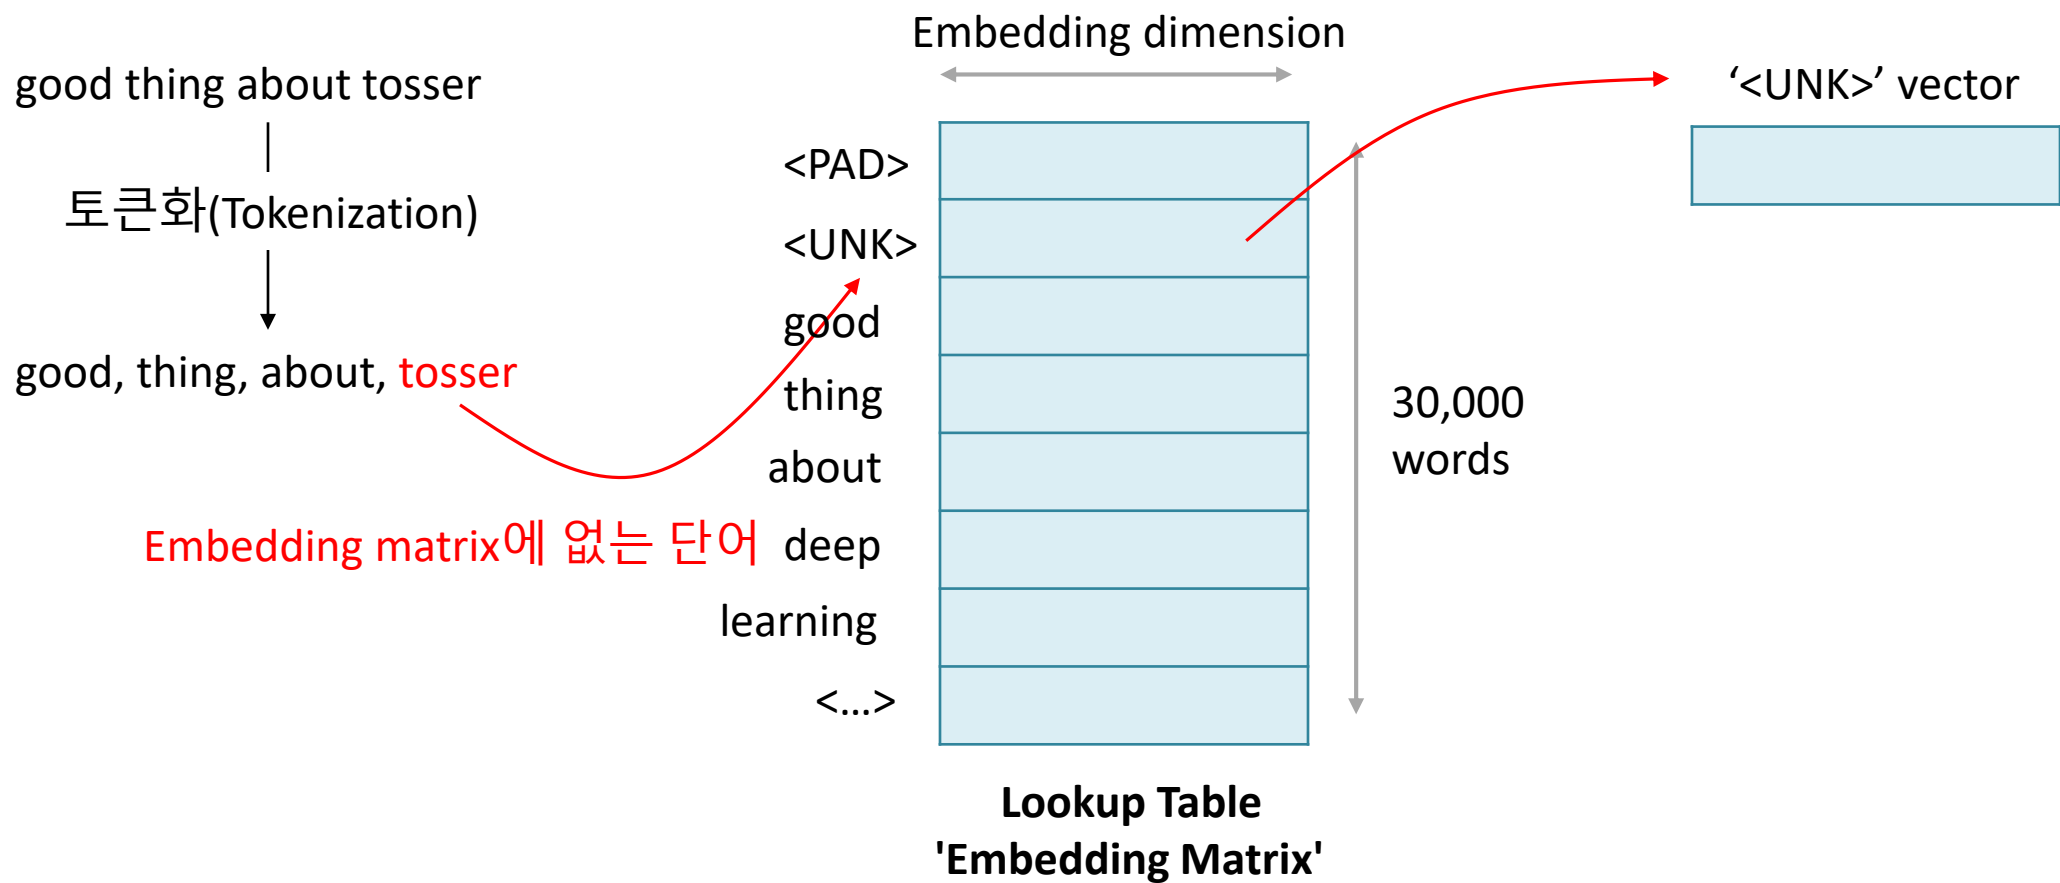 good thing about tosser
토큰화(Tokenization)
good, thing, about, tosser
Embedding matrix에 없는 단어
Embedding dimension
<PAD>
<UNK>
good
thing
about
deep
learning
<...>
30,000
words
Lookup Table
'Embedding Matrix'
‘<UNK>’ vector